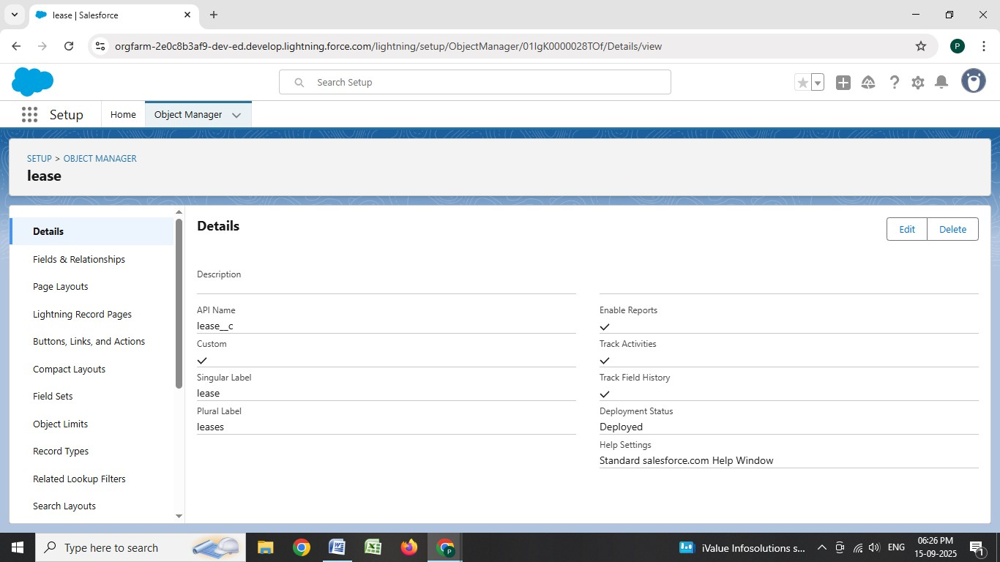 lease | Salesforce
orgfarm-2e0c8b3af9-dev-ed.develop.lightning.force.com/lightning/setup/ObjectManager/01IgK0000028TOf/Details/view
P
Search Setup
Setup
Home
Object Manager
SETUP > OBJECT MANAGER
lease
Details
Fields & Relationships
Page Layouts
Lightning Record Pages
Buttons, Links, and Actions
Compact Layouts
Field Sets
Object Limits
Record Types
Related Lookup Filters
Search Layouts
Details
Edit
Delete
Description
API Name
lease__c
Custom
Singular Label
lease
Plural Label
leases
Enable Reports
Track Activities
Track Field History
Deployment Status
Deployed
Help Settings
Standard salesforce.com Help Window
Type here to search
P
iValue Infosolutions s...
ENG
06:26 PM
15-09-2025
1